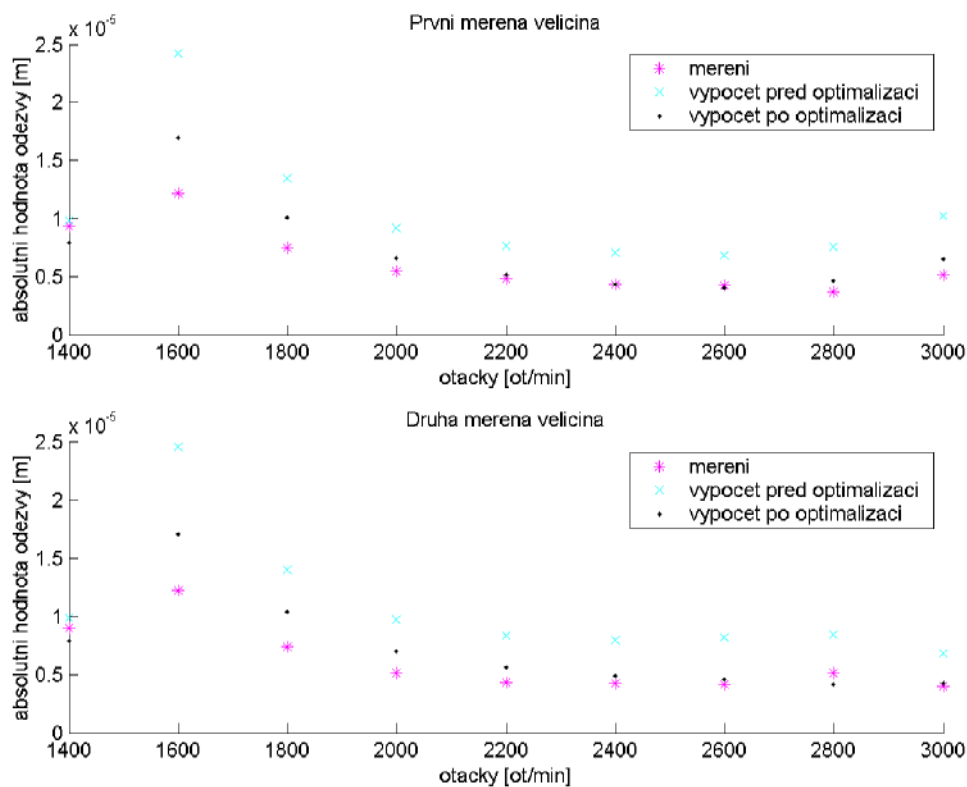 x 10-5
Prvni merena velicina
2.5
2
1.5
1
0.5
0
absolutni hodnota odezvy [m]
mereni
vypocet pred optimalizaci
vypocet po optimalizaci
1400 1600 1800 2000 2200 2400 2600 2800 3000
otacky [ot/min]
x 10-5
Druha merena velicina
2.5
2
1.5
1
0.5
0
absolutni hodnota odezvy [m]
mereni
vypocet pred optimalizaci
vypocet po optimalizaci
1400 1600 1800 2000 2200 2400 2600 2800 3000
otacky [ot/min]